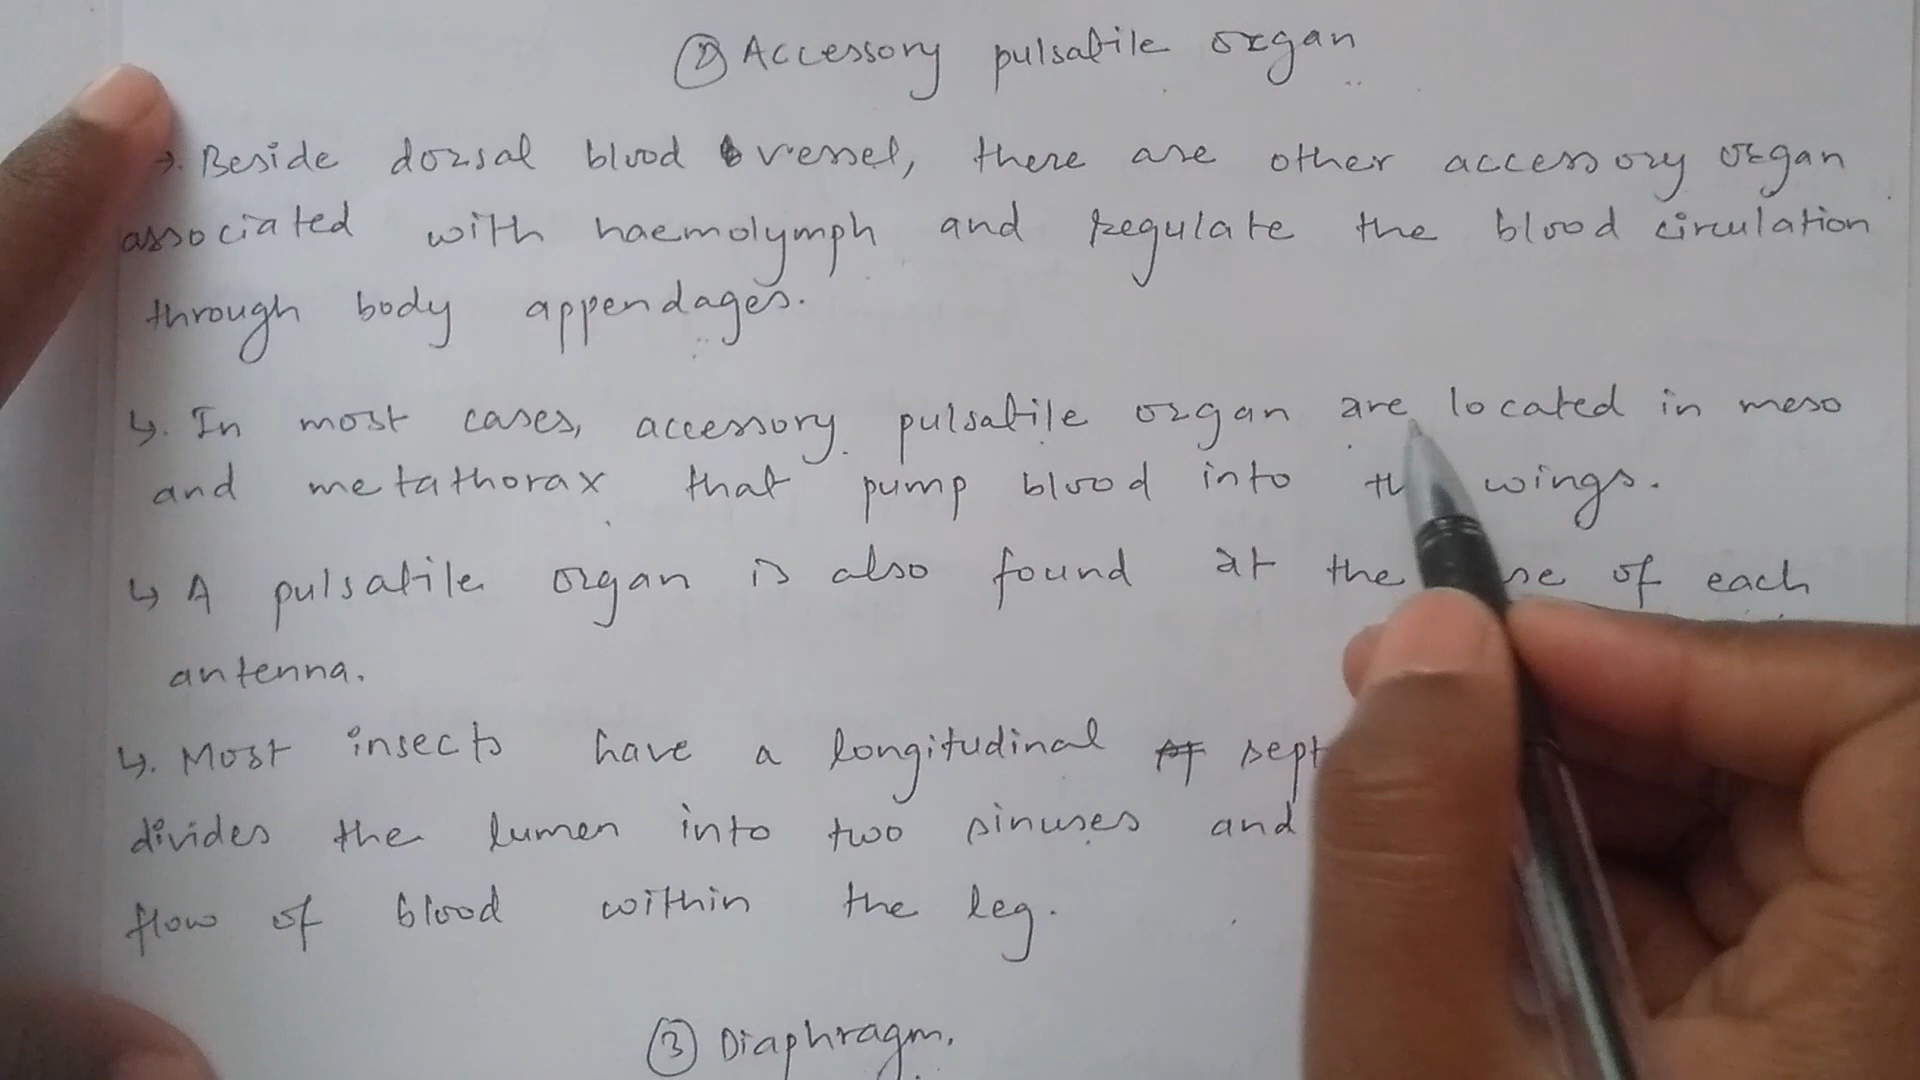 ② Accessory pulsatile organ
→. Beside dorsal blood vessel, there are other accessory organ
associated with haemolymph and regulate the blood circulation
through body appendages.
↳. In most cases, accessory pulsatile organ are located in meso
and metathorax that pump blood into wings.
↳ A pulsatile organ is also found at the of each
antenna.
↳. Most insects have a longitudinal
divides the lumen into two sinuses and
flow of blood within the leg.
③ Diaphragm.